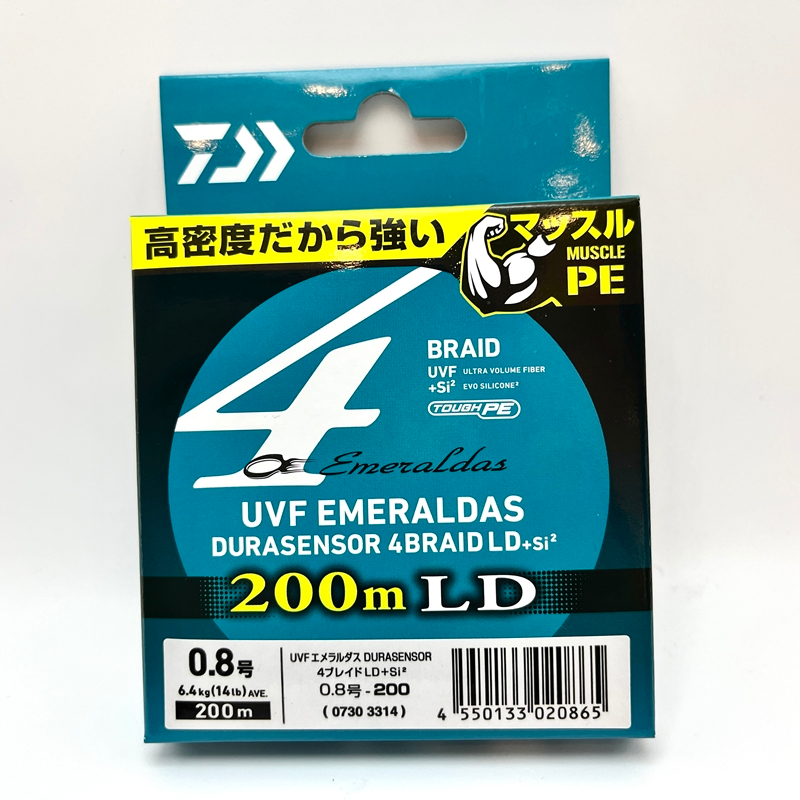 高密度だから強い
マッスル
MUSCLE
PE
4
BRAID
UVF ULTRA VOLUME FIBER
+Si² EVO SILICONE²
TOUGH PE
Emeraldas
UVF EMERALDAS
DURASENSOR 4BRAID LD+Si²
200m LD
0.8号
6.4kg(14lb)AVE.
200m
UVFエメラルダス DURASENSOR
4ブレイドLD+Si²
0.8号-200
(0730 3314)
4 550133 020865